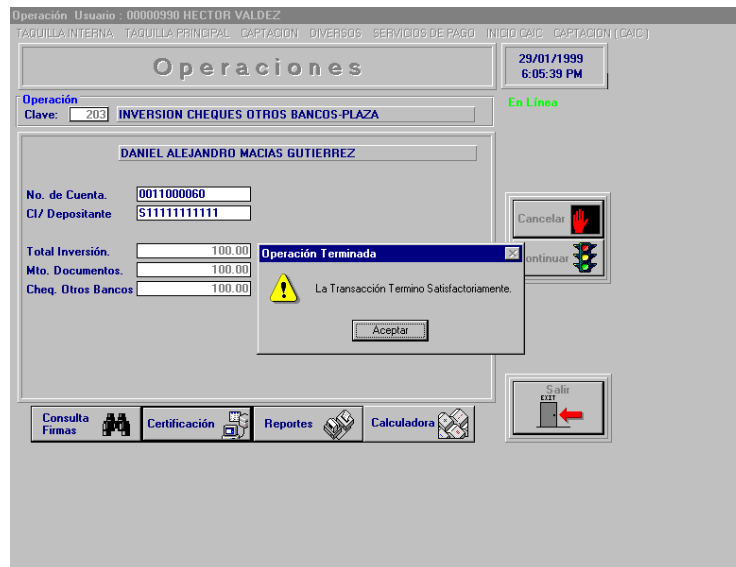 Operación Usuario : 00000990 HECTOR VALDEZ
TAQUILLA INTERNA TAQUILLA PRINCIPAL CAPTACION DIVERSOS SERVICIOS DE PAGO INICIO CAIC CAPTACION ( CAIC )
Operaciones
29/01/1999
6:05:39 PM
Operación
Clave: 203 INVERSION CHEQUES OTROS BANCOS-PLAZA
En Línea
DANIEL ALEJANDRO MACIAS GUTIERREZ
No. de Cuenta. 0011000060
Cl/ Depositante S11111111111
Total Inversión. 100.00
Mto. Documentos. 100.00
Cheq. Otros Bancos 100.00
Operación Terminada
La Transacción Termino Satisfactoriamente.
Aceptar
Cancelar
ontinuar
Salir
EXIT
Consulta
Firmas
Certificación
Reportes
Calculadora